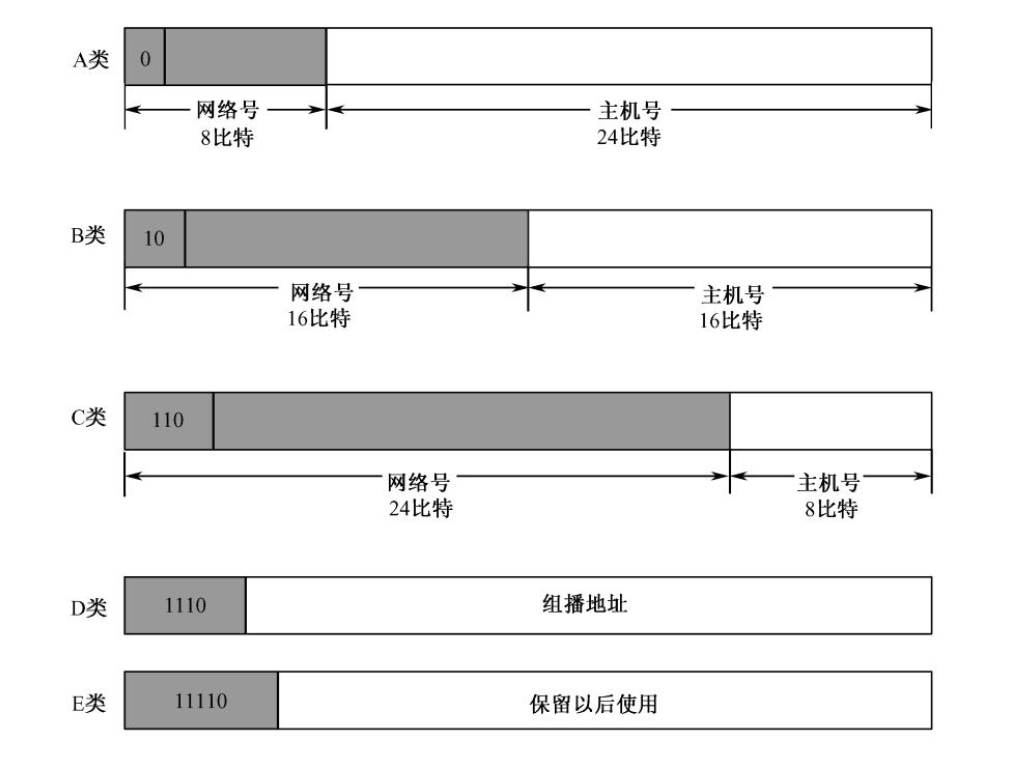 A类
0
网络号
8比特
主机号
24比特
B类
10
网络号
16比特
主机号
16比特
C类
110
网络号
24比特
主机号
8比特
D类
1110
组播地址
E类
11110
保留以后使用